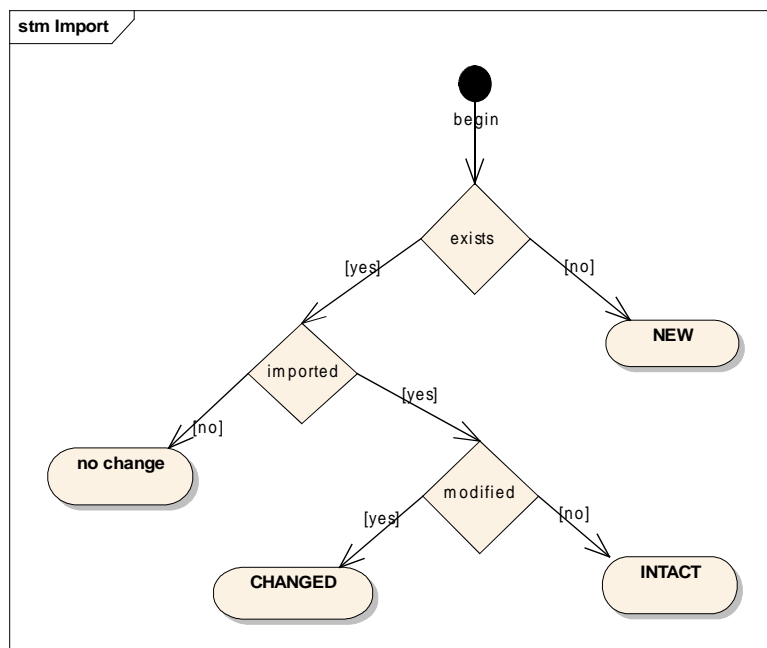 stm Import
begin
exists
[yes]
[no]
NEW
imported
[yes]
[no]
no change
modified
[yes]
[no]
CHANGED
INTACT